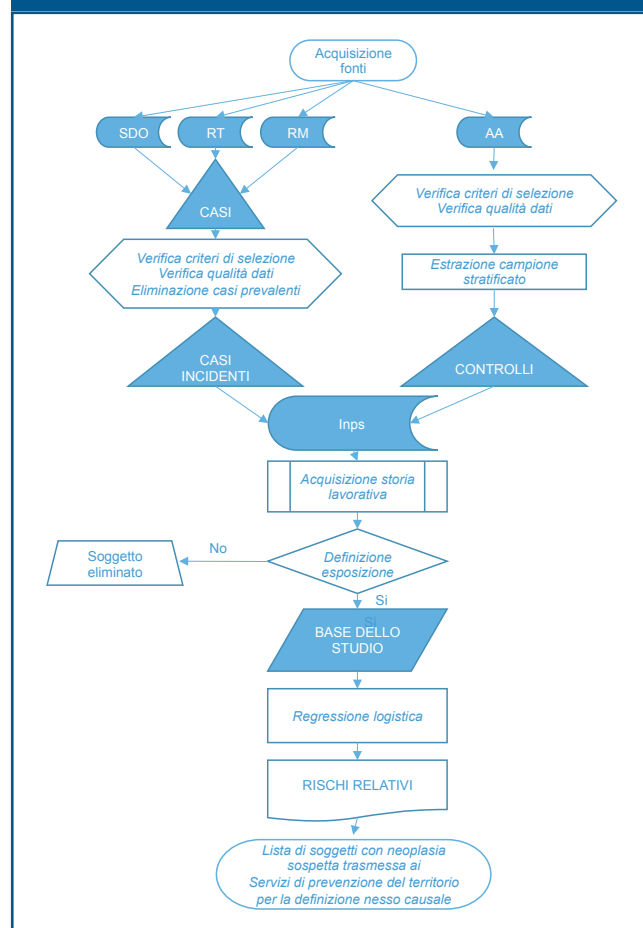 Acquisizione
fonti
SDO
RT
RM
AA
CASI
Verifica criteri di selezione
Verifica qualità dati
Verifica criteri di selezione
Verifica qualità dati
Eliminazione casi prevalenti
Estrazione campione
stratificato
CASI
INCIDENTI
CONTROLLI
Inps
Acquisizione storia
lavorativa
No
Soggetto
eliminato
Definizione
esposizione
Si
Si
BASE DELLO
STUDIO
Regressione logistica
RISCHI RELATIVI
Lista di soggetti con neoplasia
sospetta trasmessa ai
Servizi di prevenzione del territorio
per la definizione nesso causale